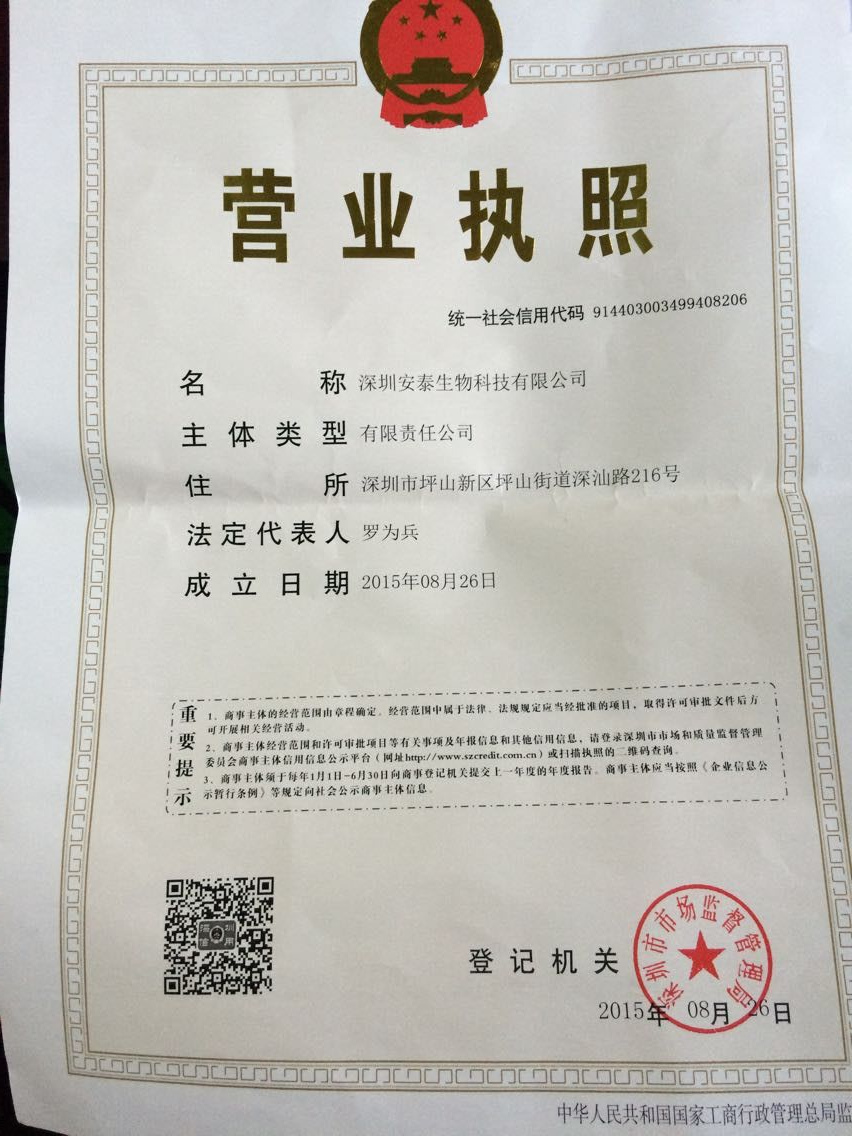 营业执照
统一社会信用代码 914403003499408206
名称 深圳安泰生物科技有限公司
主体类型 有限责任公司
住所 深圳市坪山新区坪山街道深汕路216号
法定代表人 罗为兵
成立日期 2015年08月26日
重要提示
1、商事主体的经营范围由章程确定。经营范围中属于法律、法规规定应当经批准的项目，取得许可审批文件后方
可开展相关经营活动。
2、商事主体经营范围和许可审批项目等有关事项及年报信息和其他信用信息，请登录深圳市市场和质量监督管理
委员会商事主体信用信息公示平台（网址http://www.szcredit.com.cn）或扫描执照的二维码查询。
3、商事主体须于每年1月1日-6月30日向商事登记机关提交上一年度的年度报告。商事主体应当按照《企业信息公
示暂行条例》等规定向社会公示商事主体信息。
深圳
信用
登记机关
深圳市市场监督管理局
2015年08月26日
中华人民共和国国家工商行政管理总局监